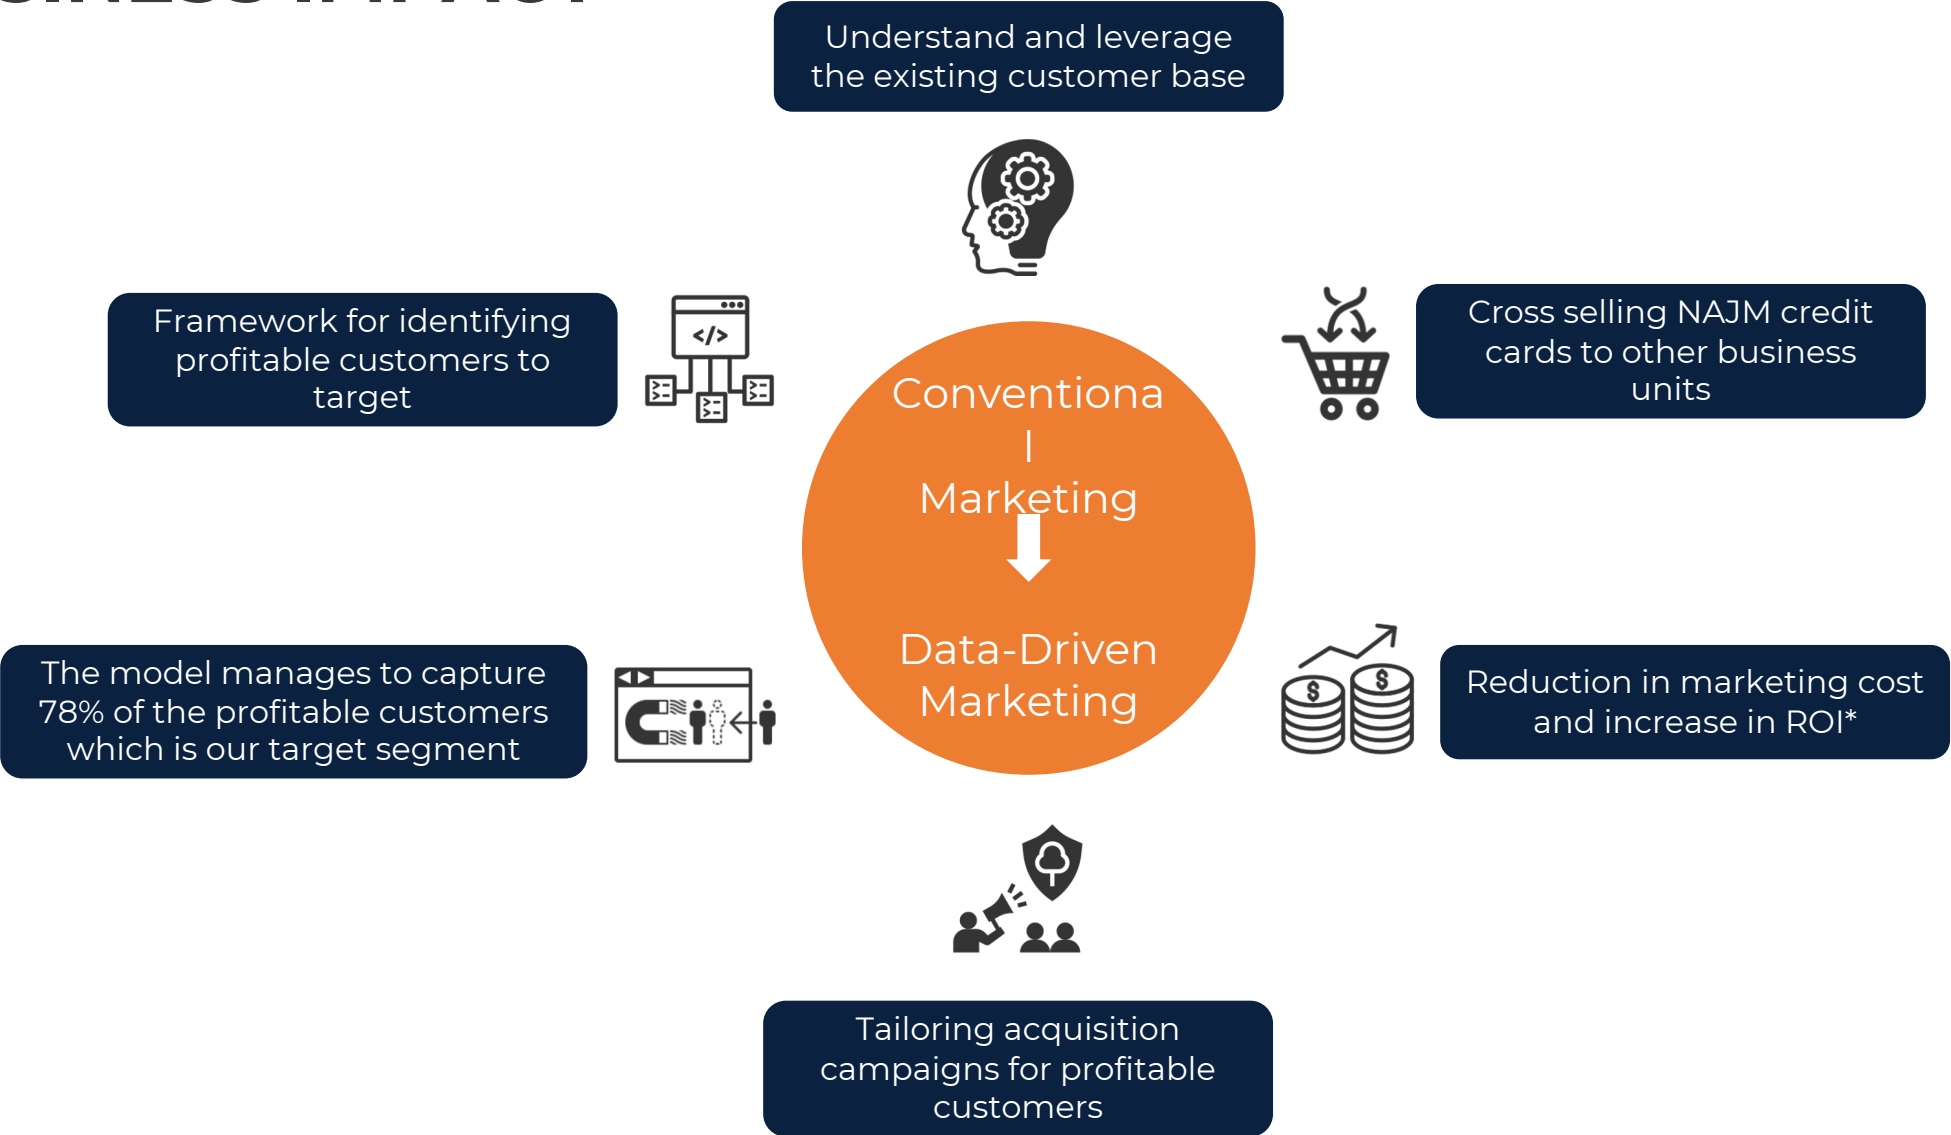 Understand and leverage
the existing customer base
Framework for identifying
profitable customers to
target
Cross selling NAJM credit
cards to other business
units
Conventiona
l
Marketing
Data-Driven
Marketing
The model manages to capture
78% of the profitable customers
which is our target segment
Reduction in marketing cost
and increase in ROI*
Tailoring acquisition
campaigns for profitable
customers